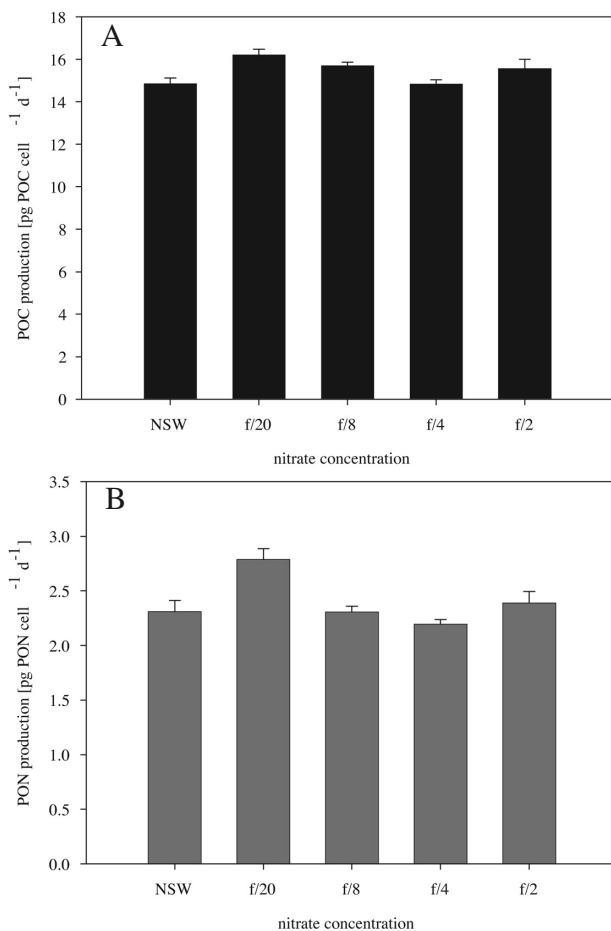 A
18
16
14
12
10
8
6
4
2
0
POC production [pg POC cell -1 d-1]
NSW f/20 f/8 f/4 f/2
nitrate concentration
B
3.5
3.0
2.5
2.0
1.5
1.0
0.5
0.0
PON production [pg PON cell -1 d-1]
NSW f/20 f/8 f/4 f/2
nitrate concentration